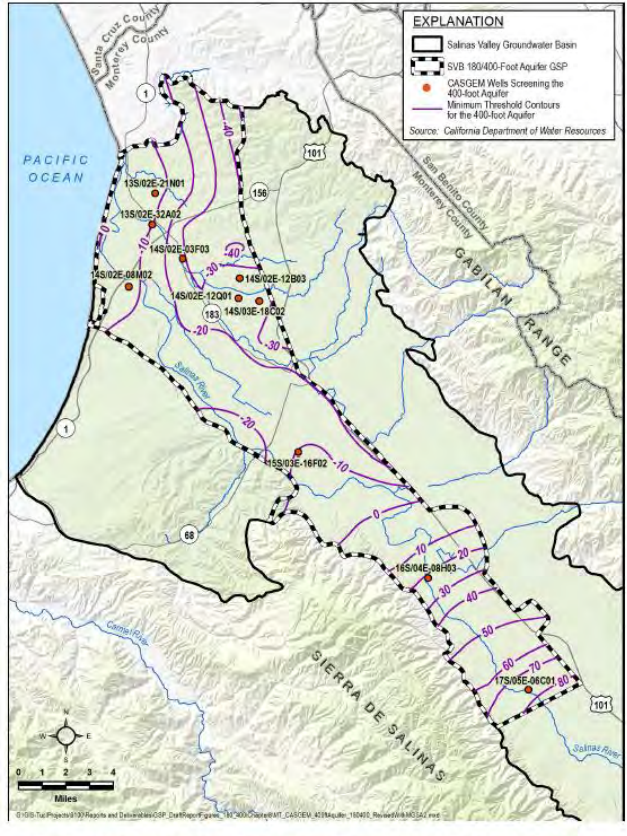 EXPLANATION
Salinas Valley Groundwater Basin
SVB 180/400-Foot Aquifer GSP
CASGEM Wells Screening the
400-foot Aquifer
Minimum Threshold Contours
for the 400-foot Aquifer
Source: California Department of Water Resources
Santa Cruz County
Monterey County
1
101
PACIFIC
OCEAN
156
San Benito County
Monterey County
GABILAN RANGE
-40
13S/02E-21N01
13S/02E-32A02
0
-10
14S/02E-03F03
-40
-30
14S/02E-12B03
14S/02E-08M02
14S/02E-12Q01
14S/03E-18C02
183
-20
-30
Salinas River
-20
1
15S/03E-16F02
-10
68
0
10
20
16S/04E-08H03
30
40
50
Carmel River
60
70
17S/05E-06C01
80
SIERRA DE SALINAS
101
Salinas River
N
W
E
S
0 1 2 3 4
Miles